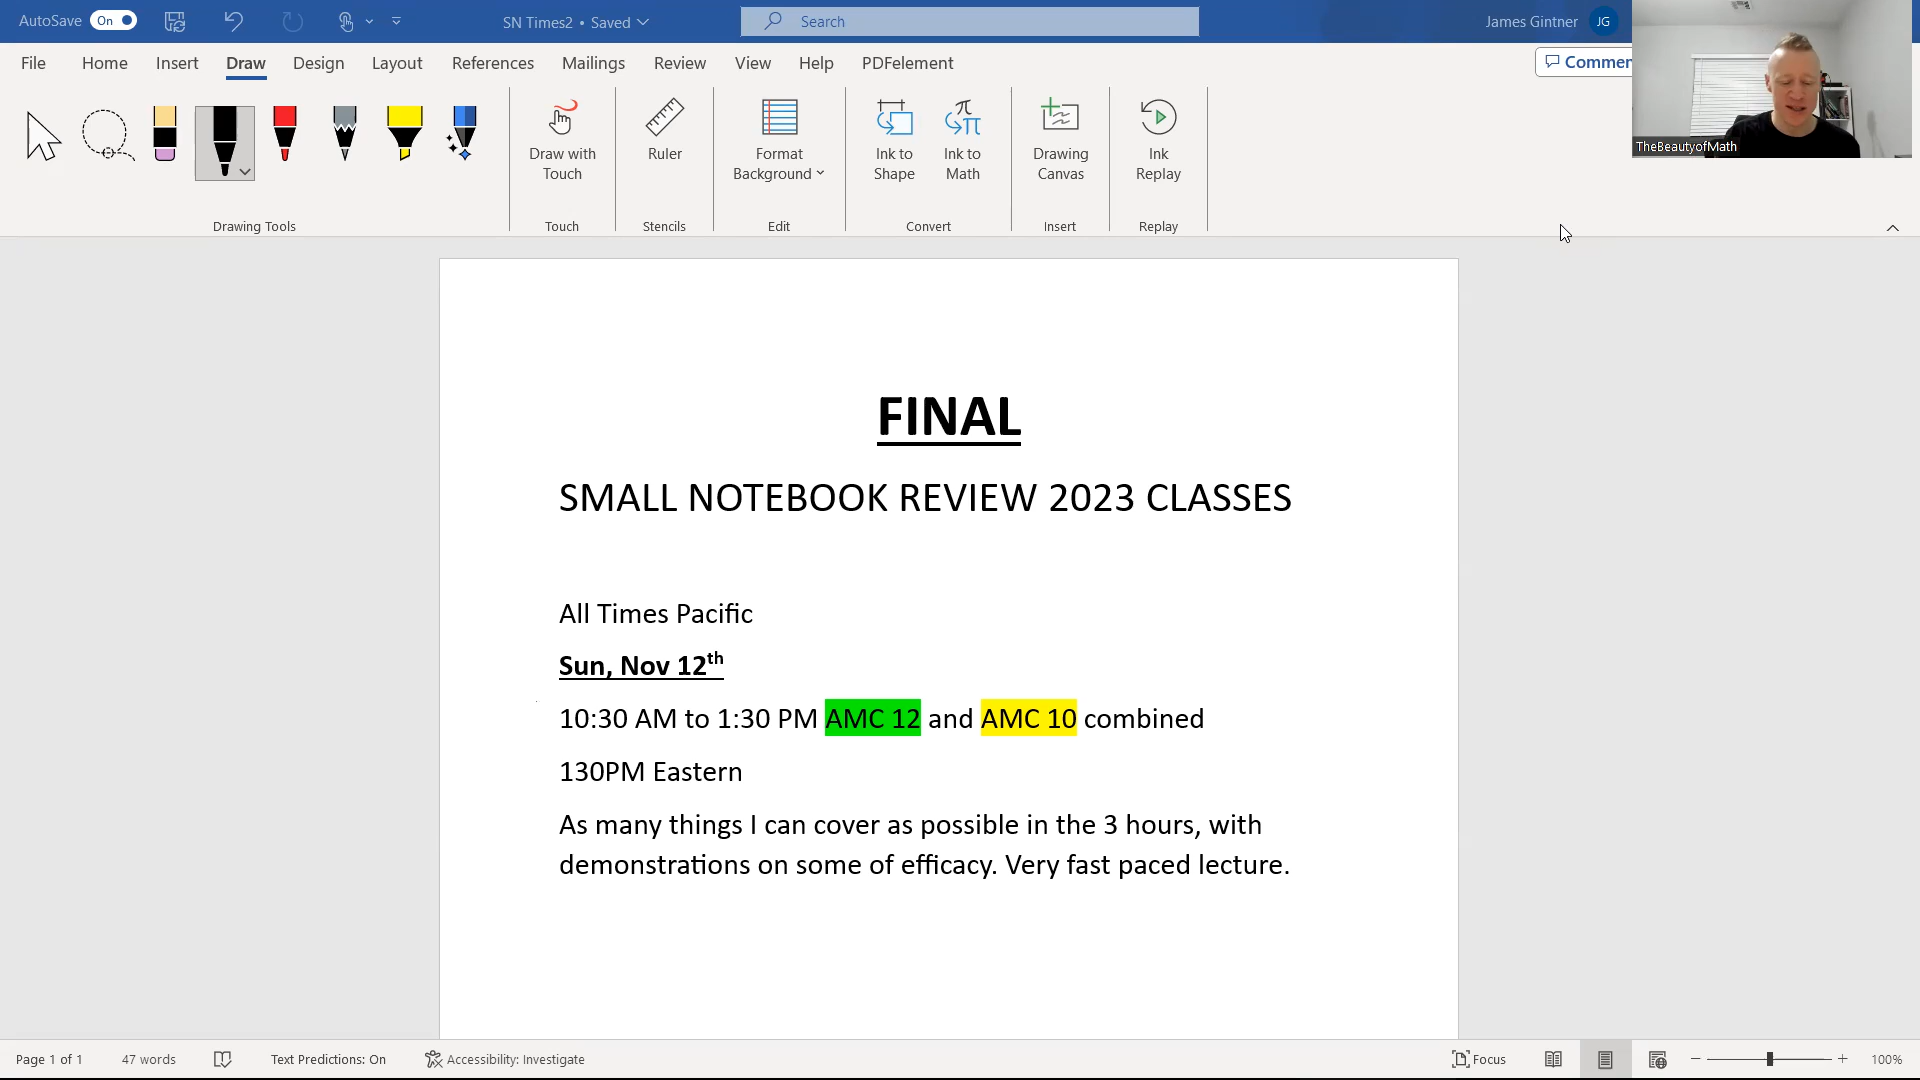 AutoSave On SN Times2 • Saved Search James Gintner JG
File Home Insert Draw Design Layout References Mailings Review View Help PDFelement Commen
TheBeautyofMath
Draw with Touch
Ruler
Format Background
Ink to Shape
Ink to Math
Drawing Canvas
Ink Replay
Drawing Tools Touch Stencils Edit Convert Insert Replay
FINAL
SMALL NOTEBOOK REVIEW 2023 CLASSES
All Times Pacific
Sun, Nov 12th
10:30 AM to 1:30 PM AMC 12 and AMC 10 combined
130PM Eastern
As many things I can cover as possible in the 3 hours, with
demonstrations on some of efficacy. Very fast paced lecture.
Page 1 of 1 47 words Text Predictions: On Accessibility: Investigate Focus 100%